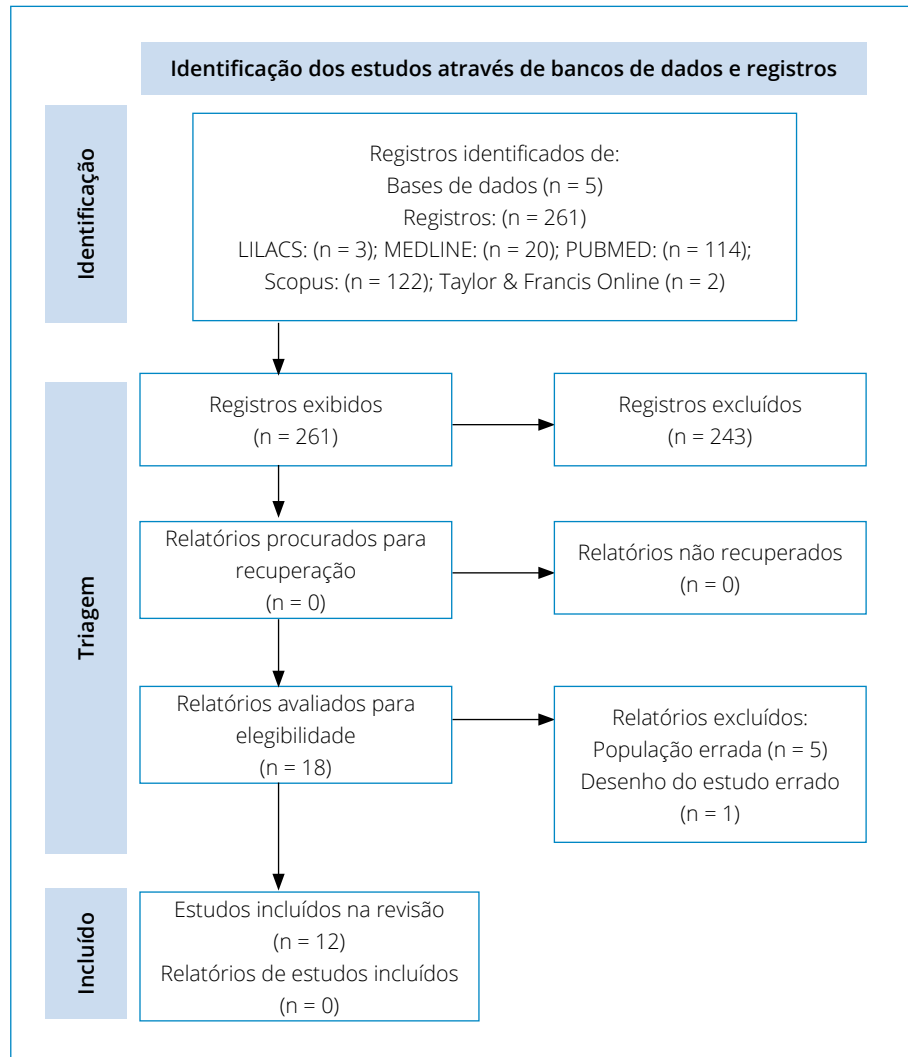 Identificação dos estudos através de bancos de dados e registros
Identificação
Registros identificados de:
Bases de dados (n = 5)
Registros: (n = 261)
LILACS: (n = 3); MEDLINE: (n = 20); PUBMED: (n = 114);
Scopus: (n = 122); Taylor & Francis Online (n = 2)
Triagem
Registros exibidos
(n = 261)
Registros excluídos
(n = 243)
Relatórios procurados para
recuperação
(n = 0)
Relatórios não recuperados
(n = 0)
Relatórios avaliados para
elegibilidade
(n = 18)
Relatórios excluídos:
População errada (n = 5)
Desenho do estudo errado
(n = 1)
Incluído
Estudos incluídos na revisão
(n = 12)
Relatórios de estudos incluídos
(n = 0)